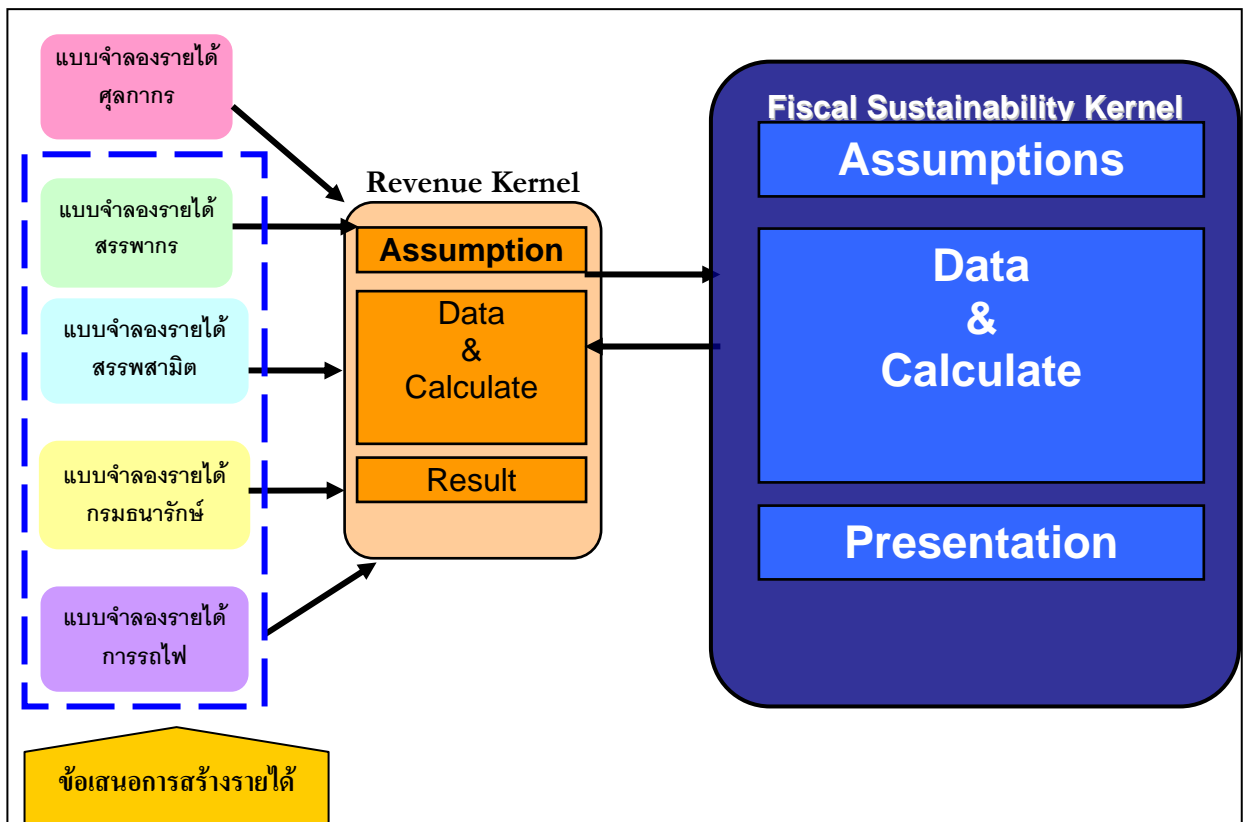 แบบจำลองรายได้
ศุลกากร
แบบจำลองรายได้
สรรพากร
แบบจำลองรายได้
สรรพสามิต
แบบจำลองรายได้
กรมธนารักษ์
แบบจำลองรายได้
การรถไฟ
ข้อเสนอการสร้างรายได้
Revenue Kernel
Assumption
Data
&
Calculate
Result
Fiscal Sustainability Kernel
Assumptions
Data
&
Calculate
Presentation